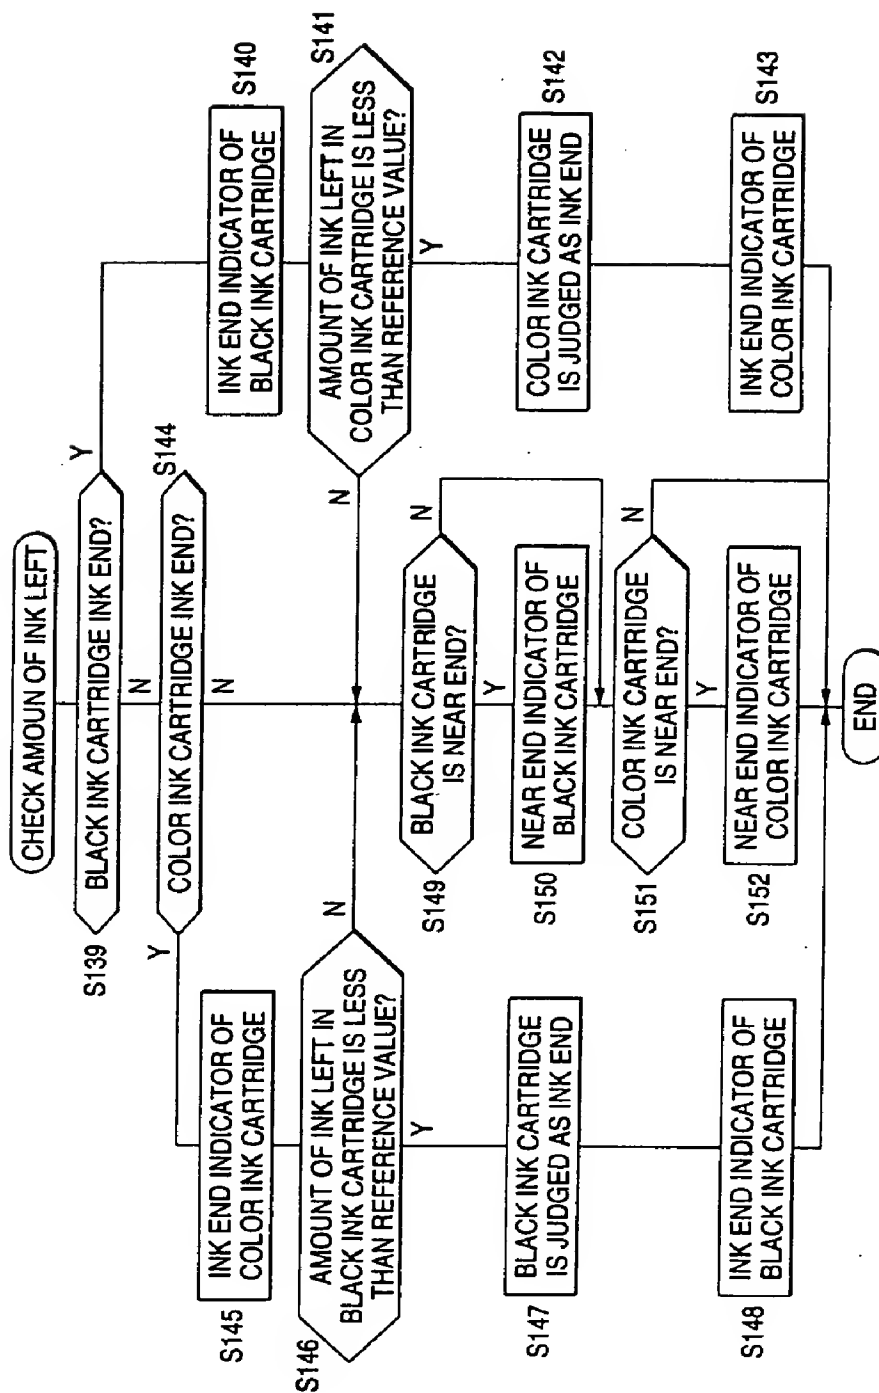 CHECK AMOUN OF INK LEFT
S139
BLACK INK CARTRIDGE INK END?
Y
N
S144
COLOR INK CARTRIDGE INK END?
Y
N
S140
INK END INDICATOR OF
BLACK INK CARTRIDGE
S141
AMOUNT OF INK LEFT IN
COLOR INK CARTRIDGE IS LESS
THAN REFERENCE VALUE?
N
Y
S142
COLOR INK CARTRIDGE
IS JUDGED AS INK END
S143
INK END INDICATOR OF
COLOR INK CARTRIDGE
S145
INK END INDICATOR OF
COLOR INK CARTRIDGE
S146
AMOUNT OF INK LEFT IN
BLACK INK CARTRIDGE IS LESS
THAN REFERENCE VALUE?
N
Y
S147
BLACK INK CARTRIDGE
IS JUDGED AS INK END
S148
INK END INDICATOR OF
BLACK INK CARTRIDGE
S149
BLACK INK CARTRIDGE
IS NEAR END?
N
Y
S150
NEAR END INDICATOR OF
BLACK INK CARTRIDGE
S151
COLOR INK CARTRIDGE
IS NEAR END?
N
Y
S152
NEAR END INDICATOR OF
COLOR INK CARTRIDGE
END